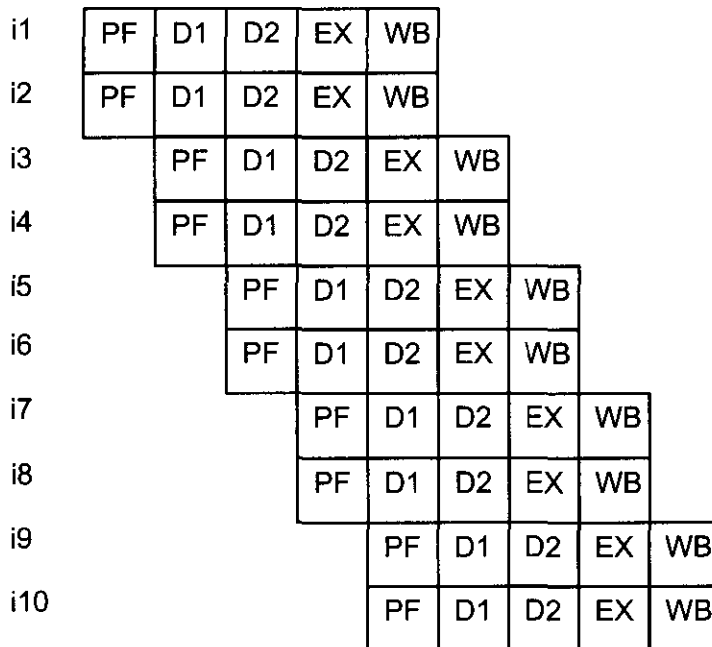 i1 PF D1 D2 EX WB
i2 PF D1 D2 EX WB
i3 PF D1 D2 EX WB
i4 PF D1 D2 EX WB
i5 PF D1 D2 EX WB
i6 PF D1 D2 EX WB
i7 PF D1 D2 EX WB
i8 PF D1 D2 EX WB
i9 PF D1 D2 EX WB
i10 PF D1 D2 EX WB